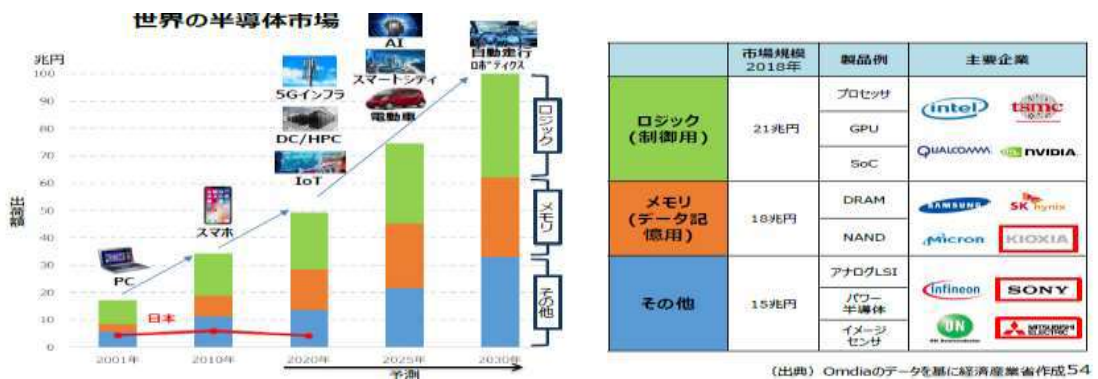 世界の半導体市場
兆円
100
90
80
70
60
50
40
30
20
10
0
出荷額
PC
スマホ
5Gインフラ
DC/HPC
IoT
AI
スマートシティ
電動車
自動走行
ロボティクス
日本
ロジック
メモリ
その他
2001年
2010年
2020年
2025年
2030年
予測
市場規模
2018年
製品例
主要企業
ロジック
(制御用)
21兆円
プロセッサ
GPU
SoC
intel
tsmc
QUALCOMM
NVIDIA
メモリ
(データ記
憶用)
18兆円
DRAM
NAND
SAMSUNG
SK hynix
Micron
KIOXIA
その他
15兆円
アナログLSI
パワー
半導体
イメージ
センサ
infineon
SONY
ON
ON Semiconductor
MITSUBISHI
ELECTRIC
(出典) Omdiaのデータを基に経済産業省作成54